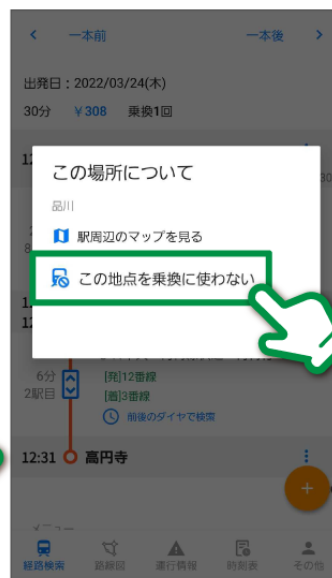 一本前 一本後
出発日：2022/03/24(木)
30分 ￥308 乗換1回
この場所について
品川
駅周辺のマップを見る
この地点を乗換に使わない
6分
2駅目
[発]12番線
[着]3番線
前後のダイヤで検索
12:31 高円寺
メニュー
経路検索 路線図 運行情報 時刻表 その他